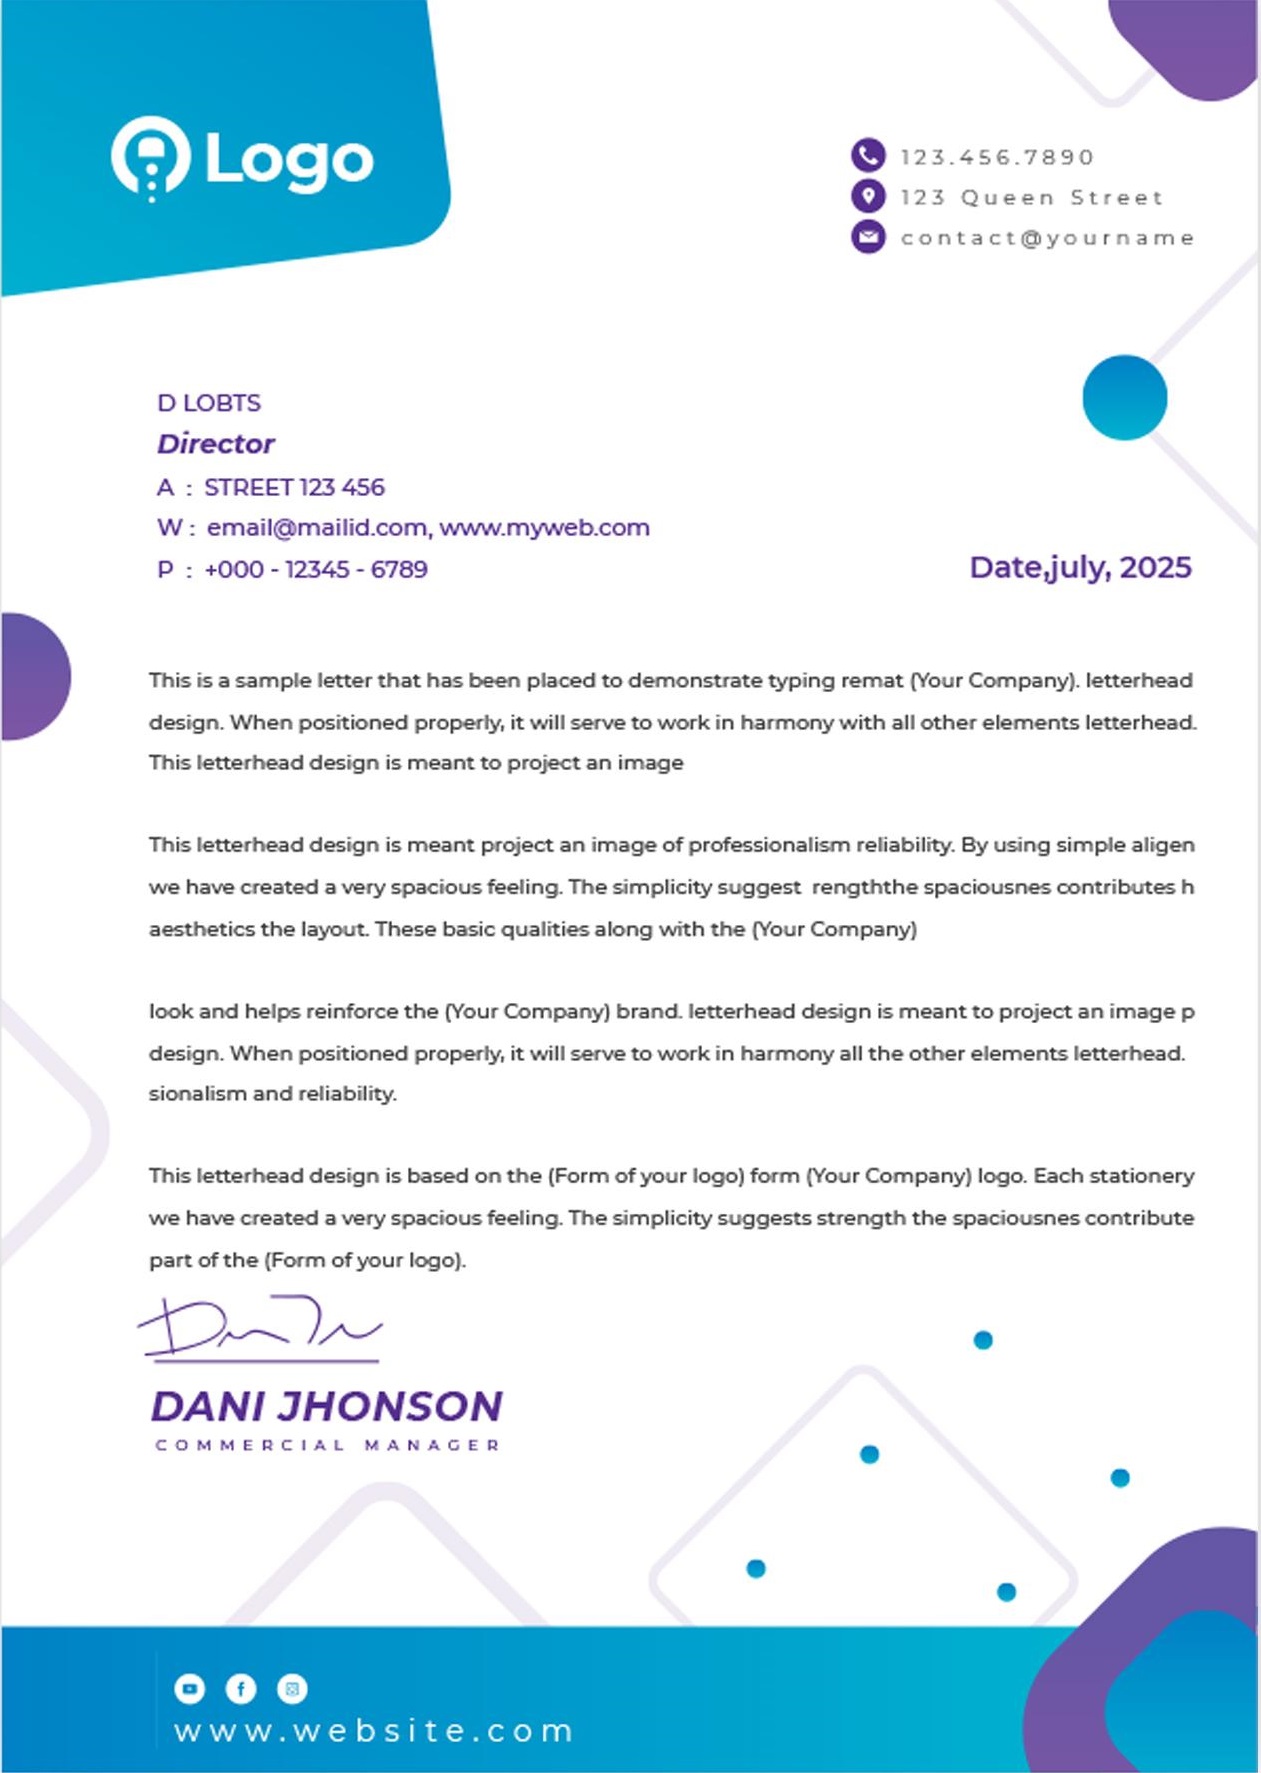 Logo
123.456.7890
123 Queen Street
contact@yourname
D LOBTS
Director
A : STREET 123 456
W : email@mailid.com, www.myweb.com
P : +000 - 12345 - 6789
Date,july, 2025
This is a sample letter that has been placed to demonstrate typing remat (Your Company). letterhead
design. When positioned properly, it will serve to work in harmony with all other elements letterhead.
This letterhead design is meant to project an image
This letterhead design is meant project an image of professionalism reliability. By using simple aligen
we have created a very spacious feeling. The simplicity suggest rengththe spaciousnes contributes h
aesthetics the layout. These basic qualities along with the (Your Company)
look and helps reinforce the (Your Company) brand. letterhead design is meant to project an image p
design. When positioned properly, it will serve to work in harmony all the other elements letterhead.
sionalism and reliability.
This letterhead design is based on the (Form of your logo) form (Your Company) logo. Each stationery
we have created a very spacious feeling. The simplicity suggests strength the spaciousnes contribute
part of the (Form of your logo).
DANI JHONSON
COMMERCIAL MANAGER
www.website.com